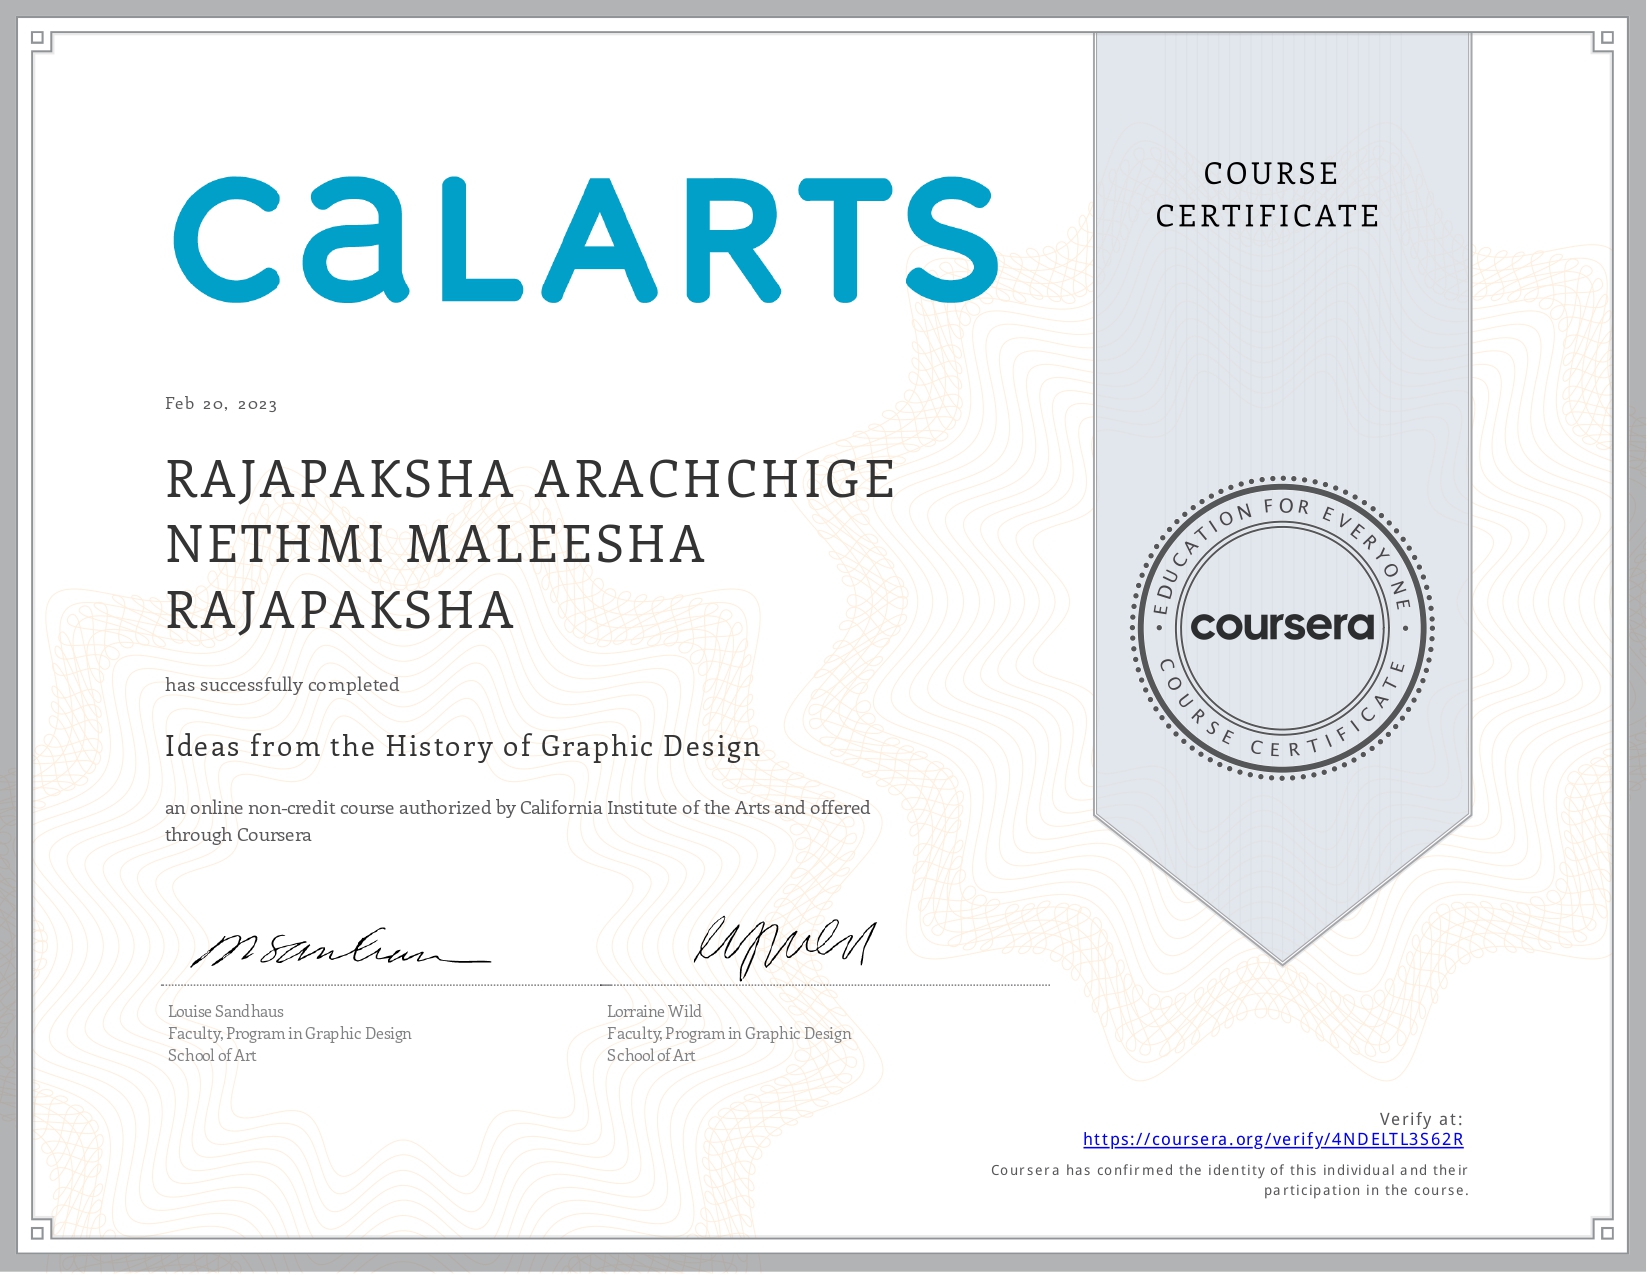 CALARTS
COURSE
CERTIFICATE
Feb 20, 2023
RAJAPAKSHA ARACHCHIGE
NETHMI MALEESHA
RAJAPAKSHA
has successfully completed
Ideas from the History of Graphic Design
an online non-credit course authorized by California Institute of the Arts and offered
through Coursera
EDUCATION FOR EVERYONE
coursera
COURSE CERTIFICATE
Louise Sandhaus
Faculty, Program in Graphic Design
School of Art
Lorraine Wild
Faculty, Program in Graphic Design
School of Art
Verify at:
https://coursera.org/verify/4NDELTL3S62R
Coursera has confirmed the identity of this individual and their
participation in the course.